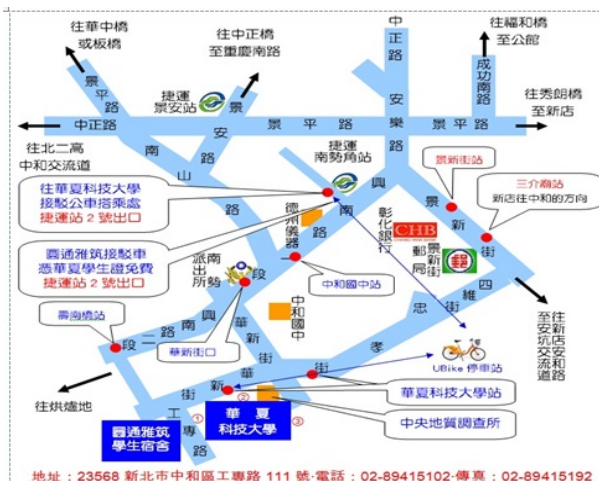 往華中橋
或板橋
往中正橋
至重慶南路
中正路
往福和橋
至公館
成功南路
景平路
捷運
景安站
景安路
安樂路
往秀朗橋
至新店
中正路
景平路
景平路
往北二高
中和交流道
南山路
捷運
南勢角站
景新街站
三介廟站
新店往中和的方向
往華夏科技大學
接駁公車搭乘處
捷運站2號出口
興南路一段
景新街
德州儀器
彰化銀行
CHB
景新街
郵局
圓通雅筑接駁車
憑華夏學生證免費
捷運站2號出口
南勢
派出所
中和國中站
四維街
中和國中
忠孝街
往新店安和路
至安坑交流道
壽南橋站
興南路二段
華新街口
華新街
UBike 停車站
華新街
華夏科技大學站
往烘爐地
工專路
①
②
③
華夏
科技大學
中央地質調查所
圓通雅筑
學生宿舍
地址：23568 新北市中和區工專路 111 號‧電話：02-89415102‧傳真：02-89415192